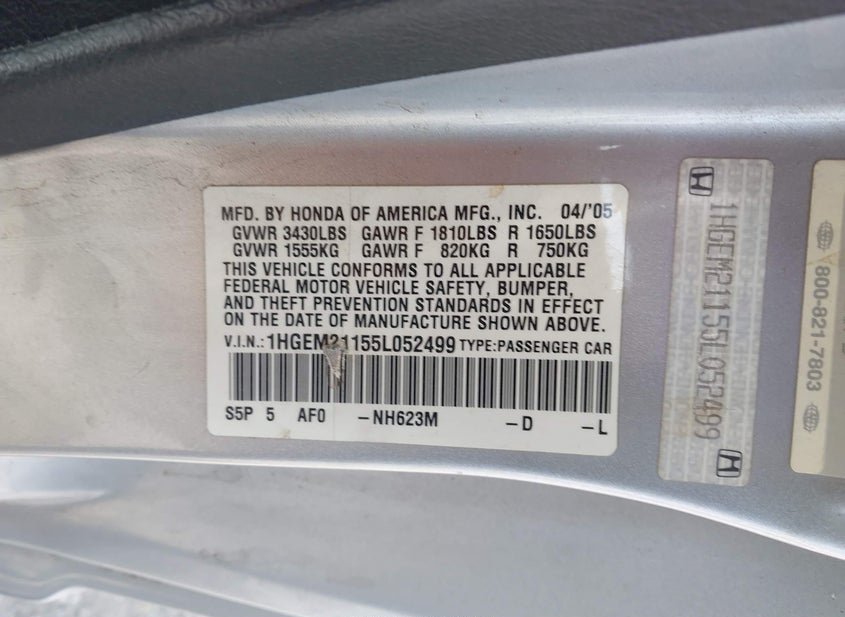 MFD. BY HONDA OF AMERICA MFG., INC. 04/'05
GVWR 3430LBS GAWR F 1810LBS R 1650LBS
GVWR 1555KG GAWR F 820KG R 750KG
THIS VEHICLE CONFORMS TO ALL APPLICABLE
FEDERAL MOTOR VEHICLE SAFETY, BUMPER,
AND THEFT PREVENTION STANDARDS IN EFFECT
ON THE DATE OF MANUFACTURE SHOWN ABOVE.
V.I.N.: 1HGEM21155L052499 TYPE:PASSENGER CAR
S5P 5 AF0 -NH623M -D -L
1HGEM21155L052499
800-821-7803